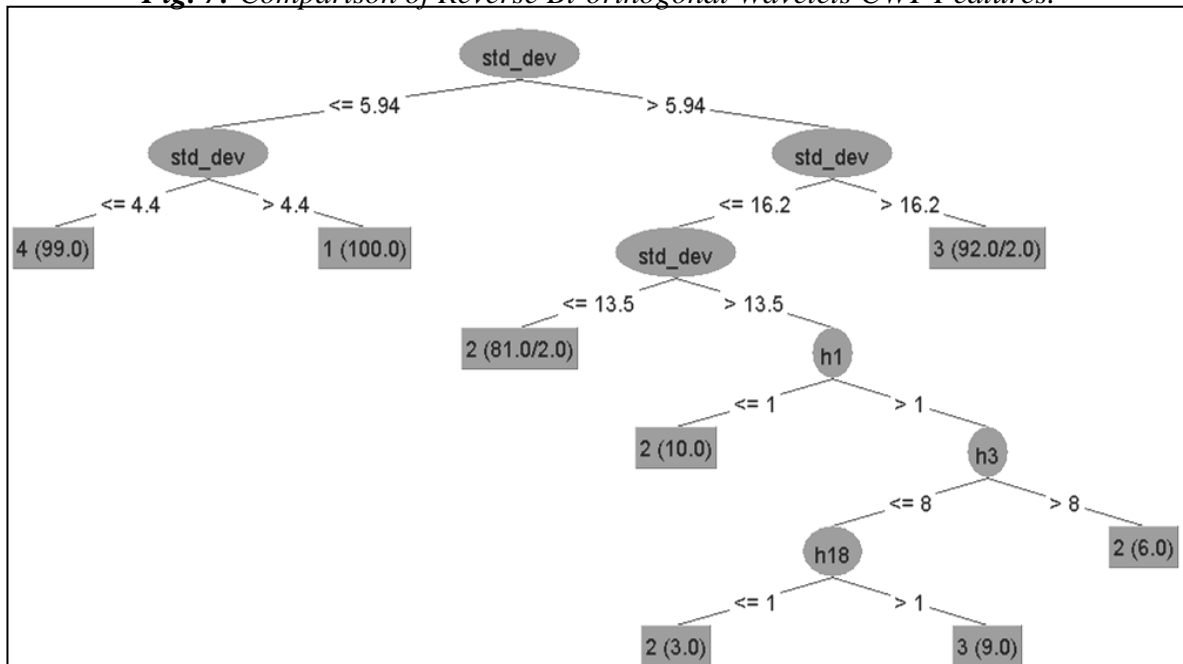 Fig. 7: Comparison of Reverse Bi-orthogonal Wavelets CWT Features.
std_dev
<= 5.94
> 5.94
std_dev
std_dev
<= 4.4
> 4.4
<= 16.2
> 16.2
4 (99.0)
1 (100.0)
std_dev
3 (92.0/2.0)
<= 13.5
> 13.5
2 (81.0/2.0)
h1
<= 1
> 1
2 (10.0)
h3
<= 8
> 8
h18
2 (6.0)
<= 1
> 1
2 (3.0)
3 (9.0)